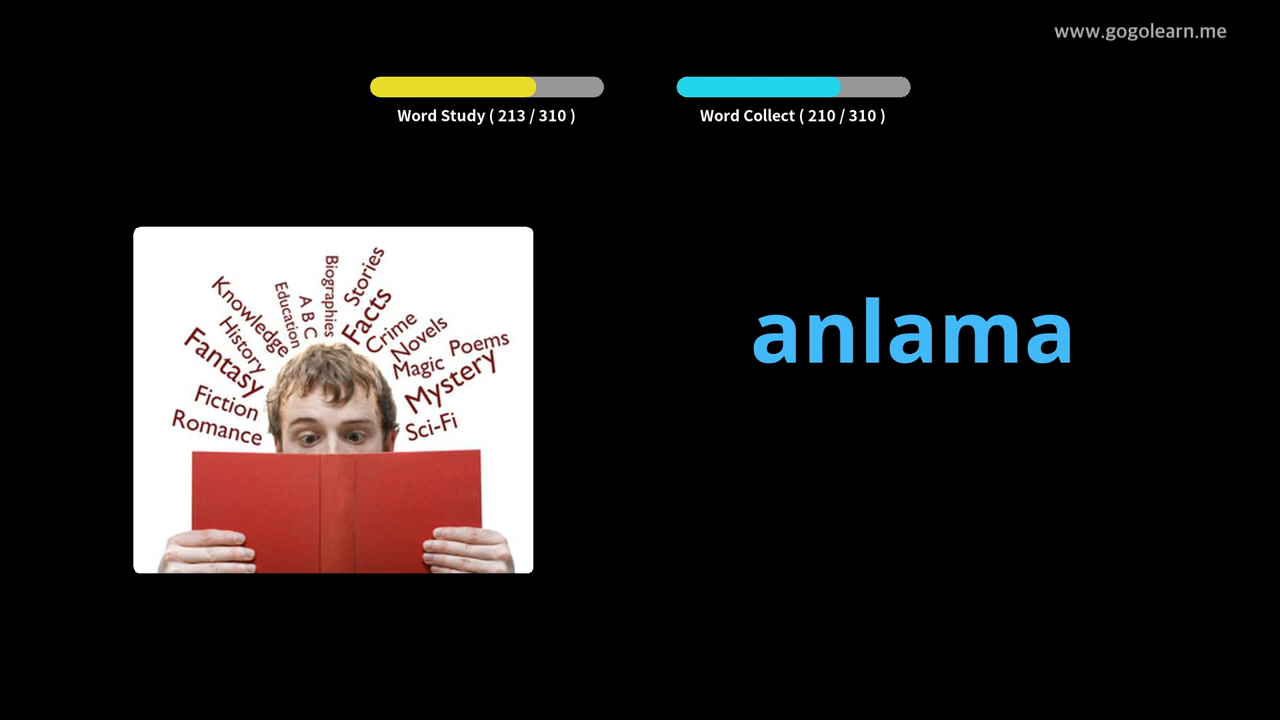 www.gogolearn.me
Word Study ( 213 / 310 )
Word Collect ( 210 / 310 )
anlama
Biographies
Stories
Education
A B C
Facts
Knowledge
Crime
History
Novels
Fantasy
Magic
Poems
Mystery
Fiction
Romance
Sci-Fi